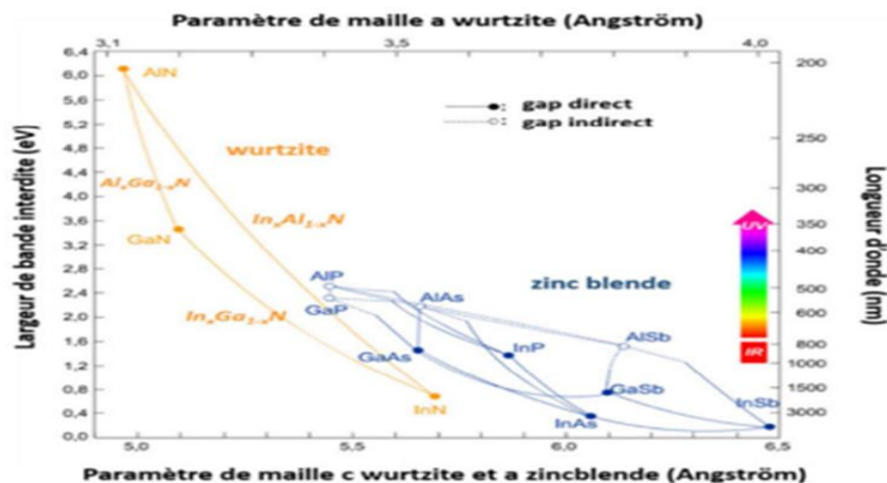 Paramètre de maille a wurtzite (Angström)
3,1 3,5 4,0
6,4
6,0
5,6
5,2
4,8
4,4
4,0
3,6
3,2
2,8
2,4
2,0
1,6
1,2
0,8
0,4
0,0
Largeur de bande interdite (eV)
AlN
gap direct
gap indirect
wurtzite
AlxGa1-xN
InxAl1-xN
GaN
InxGa1-xN
AlP
GaP
zinc blende
AlAs
InP
AlSb
GaAs
GaSb
InN
InAs
InSb
UV
IR
200
250
300
350
400
500
600
800
1000
1500
3000
Longueur d'onde (nm)
5,0 5,5 6,0 6,5
Paramètre de maille c wurtzite et a zincblende (Angström)